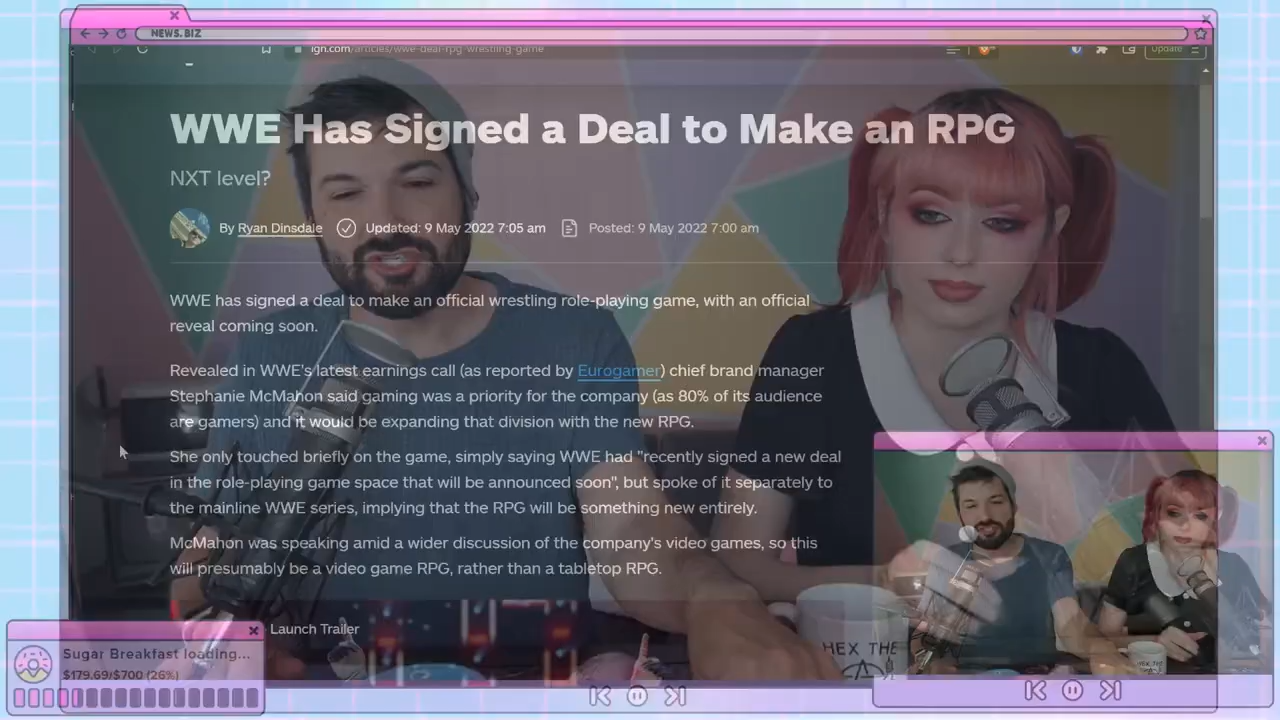 NEWS.BIZ
ign.com/articles/wwe-deal-rpg-wrestling-game
Update
WWE Has Signed a Deal to Make an RPG
NXT level?
By Ryan Dinsdale Updated: 9 May 2022 7:05 am Posted: 9 May 2022 7:00 am
WWE has signed a deal to make an official wrestling role-playing game, with an official
reveal coming soon.
Revealed in WWE's latest earnings call (as reported by Eurogamer) chief brand manager
Stephanie McMahon said gaming was a priority for the company (as 80% of its audience
are gamers) and it would be expanding that division with the new RPG.
She only touched briefly on the game, simply saying WWE had "recently signed a new deal
in the role-playing game space that will be announced soon", but spoke of it separately to
the mainline WWE series, implying that the RPG will be something new entirely.
McMahon was speaking amid a wider discussion of the company's video games, so this
will presumably be a video game RPG, rather than a tabletop RPG.
Launch Trailer
HEX THE
Sugar Breakfast loading...
$179.69/$700 (26%)